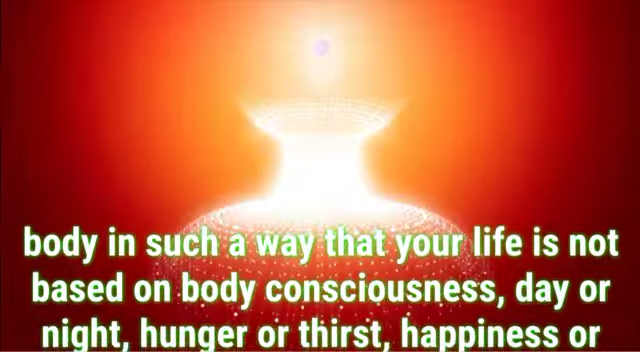 body in such a way that your life is not
based on body consciousness, day or
night, hunger or thirst, happiness or